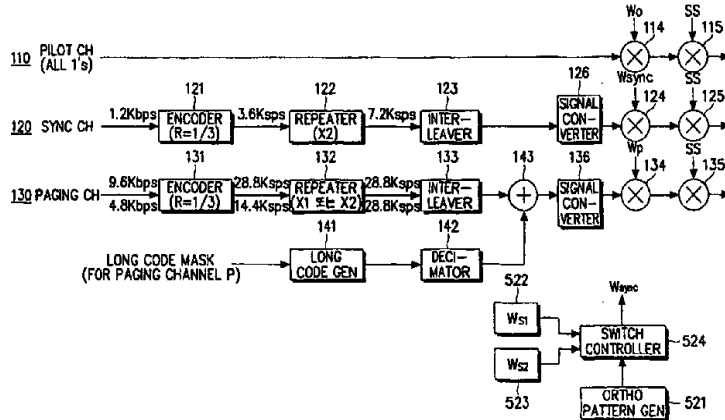 Wo
SS
114
115
110 PILOT CH
(ALL 1's)
Wsync
SS
121
122
123
126
124
125
120 SYNC CH
1.2Kbps
ENCODER
(R=1/3)
3.6Ksps
REPEATER
(X2)
7.2Ksps
INTER-
LEAVER
SIGNAL
CON-
VERTER
Wp
SS
131
132
133
143
136
134
135
130 PAGING CH
9.6Kbps
4.8Kbps
ENCODER
(R=1/3)
28.8Ksps
14.4Ksps
REPEATER
(X1 또는 X2)
28.8Ksps
28.8Ksps
INTER-
LEAVER
SIGNAL
CON-
VERTER
141
142
LONG CODE MASK
(FOR PAGING CHANNEL P)
LONG
CODE GEN
DECI-
MATOR
522
Wsync
WS1
SWITCH
CONTROLLER
524
WS2
523
ORTHO
PATTERN GEN
521